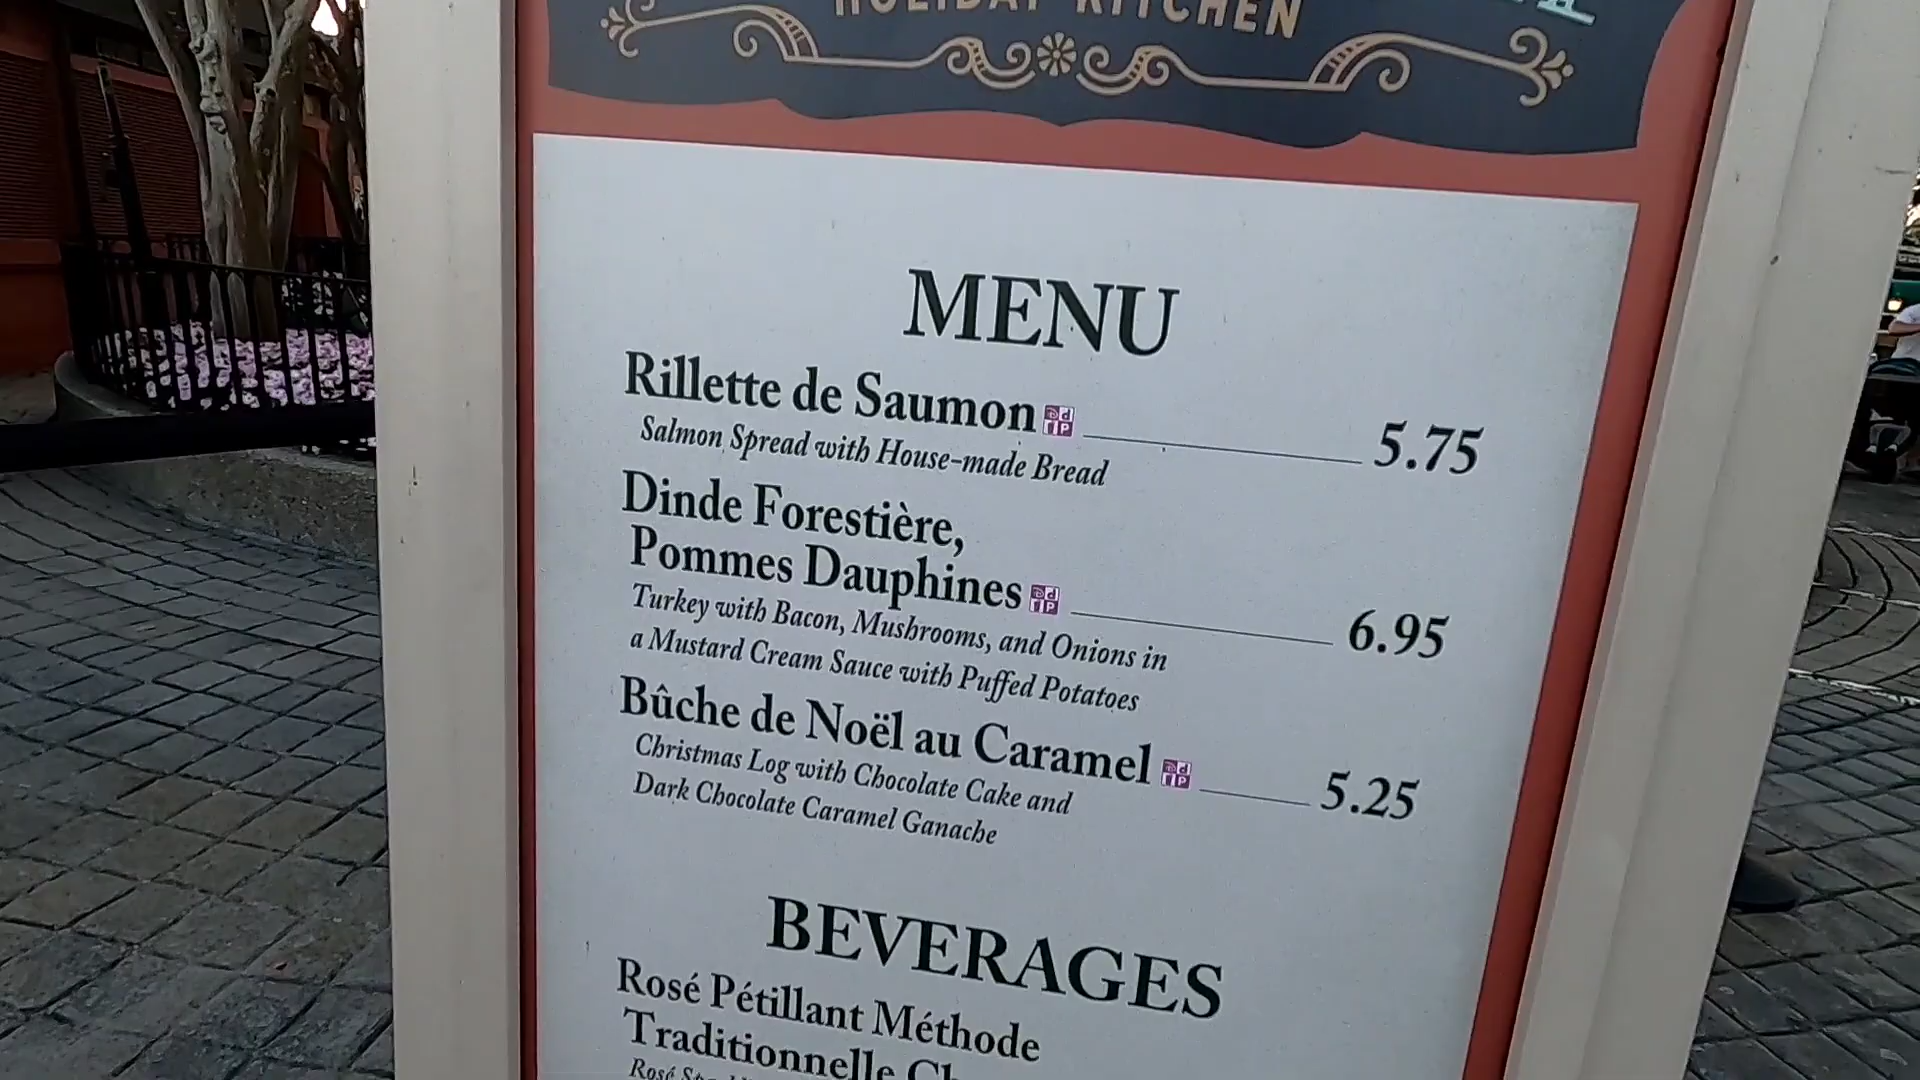 HOLIDAY KITCHEN
MENU
Rillette de Saumon 5.75
Salmon Spread with House-made Bread
Dinde Forestière,
Pommes Dauphines 6.95
Turkey with Bacon, Mushrooms, and Onions in
a Mustard Cream Sauce with Puffed Potatoes
Bûche de Noël au Caramel 5.25
Christmas Log with Chocolate Cake and
Dark Chocolate Caramel Ganache
BEVERAGES
Rosé Pétillant Méthode
Traditionnelle
Rosé